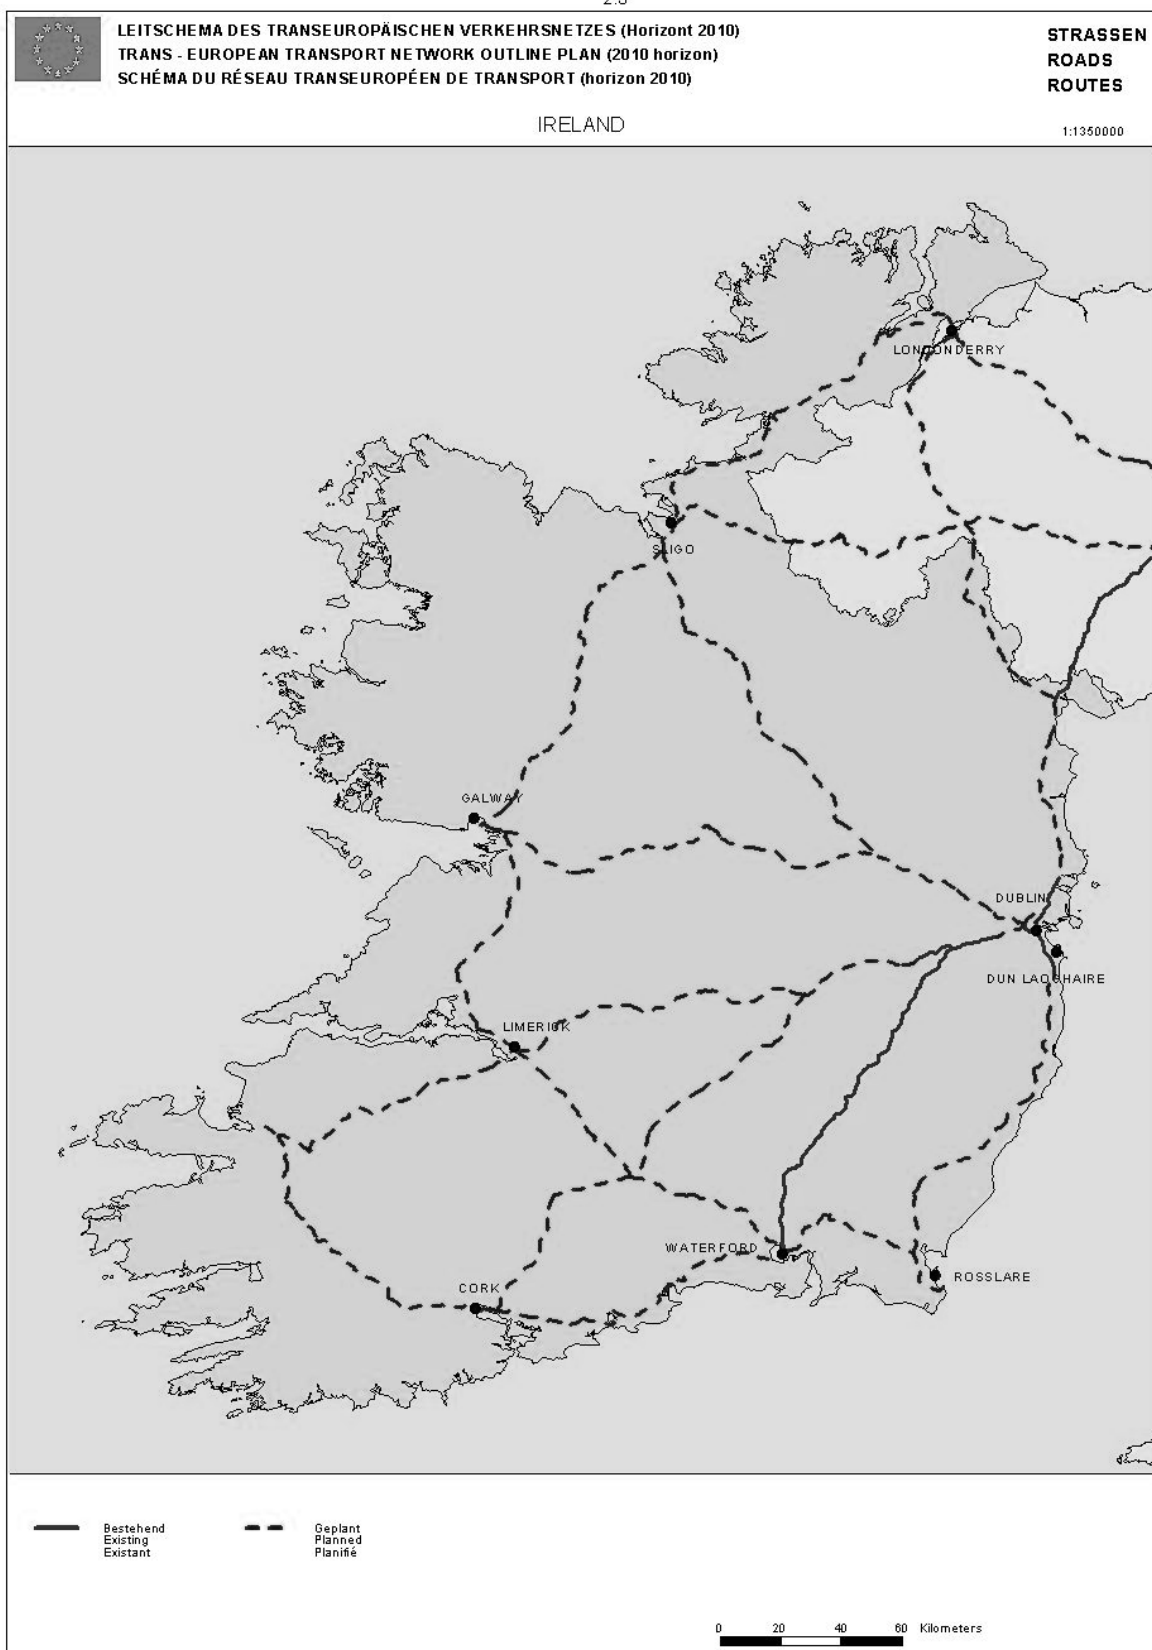 LEITSCHEMA DES TRANSEUROPÄISCHEN VERKEHRSNETZES (Horizont 2010)
TRANS - EUROPEAN TRANSPORT NETWORK OUTLINE PLAN (2010 horizon)
SCHÉMA DU RÉSEAU TRANSEUROPÉEN DE TRANSPORT (horizon 2010)
STRASSEN
ROADS
ROUTES
IRELAND
1:1350000
LONDONDERRY
SLIGO
GALWAY
DUBLIN
DUN LAOGHAIRE
LIMERICK
WATERFORD
ROSSLARE
CORK
Bestehend
Existing
Existant
Geplant
Planned
Planifié
0 20 40 60 Kilometers